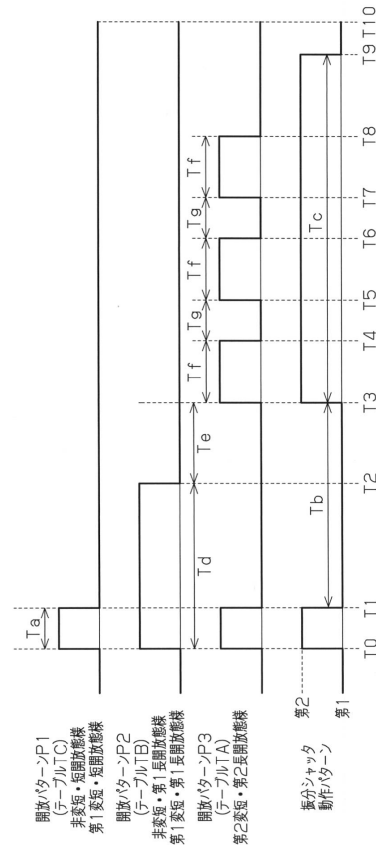 開放パターンP1
(テーブルTC)
非変短・短開放態様
第1変短・短開放態様
Ta
開放パターンP2
(テーブルTB)
非変短・第1長開放態様
第1変短・第1長開放態様
Td
Te
開放パターンP3
(テーブルTA)
第2変短・第2長開放態様
Tf
Tg
Tf
Tg
Tf
振分シャッタ
動作パターン
第2
第1
Tb
Tc
T0 T1 T2 T3 T4 T5 T6 T7 T8 T9 T10